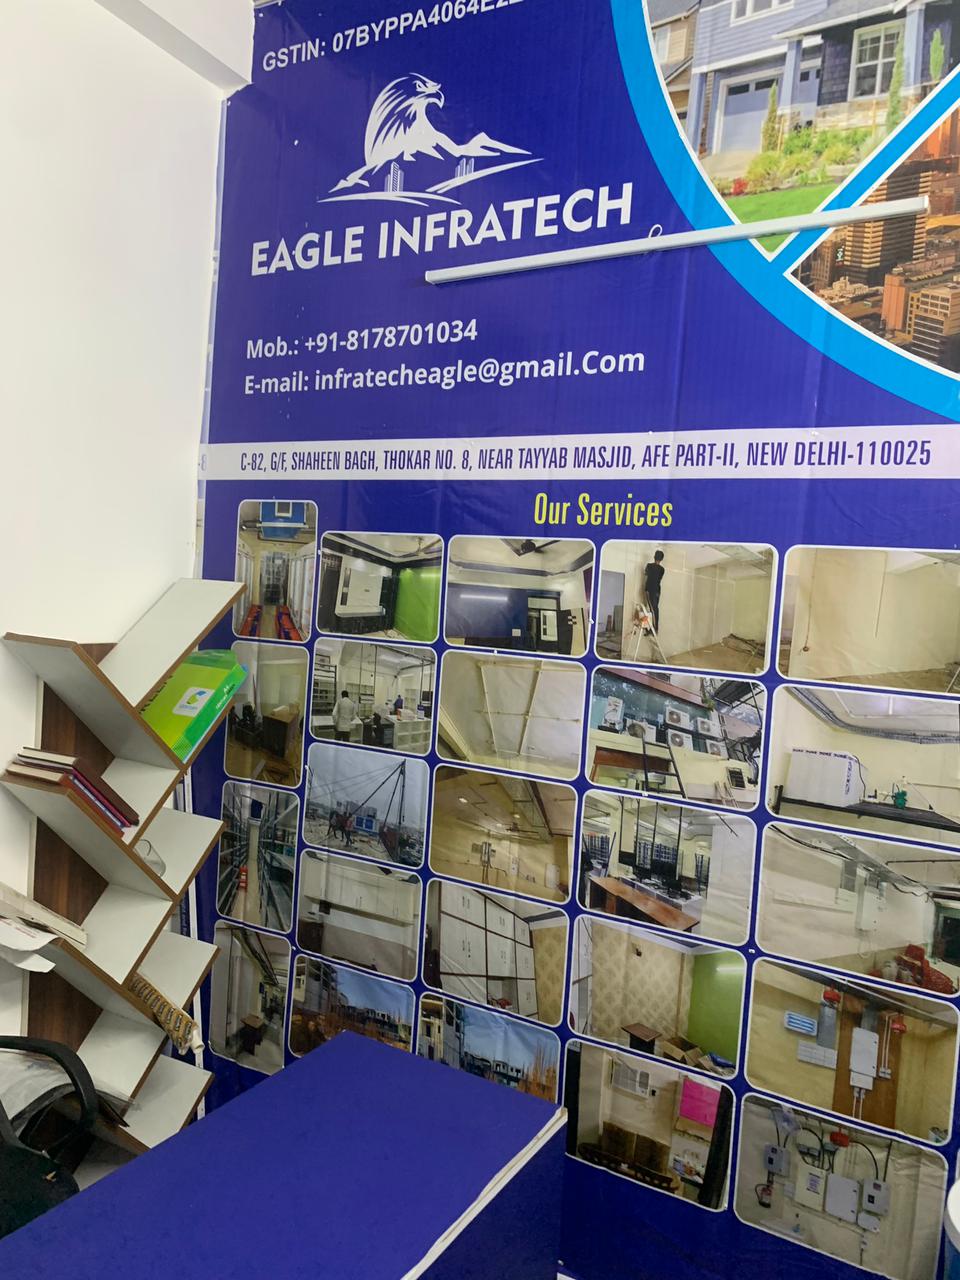 GSTIN: 07BYPPA4064E2Z
EAGLE INFRATECH
Mob.: +91-8178701034
E-mail: infratecheagle@gmail.Com
C-82, G/F, SHAHEEN BAGH, THOKAR NO. 8, NEAR TAYYAB MASJID, AFE PART-II, NEW DELHI-110025
Our Services